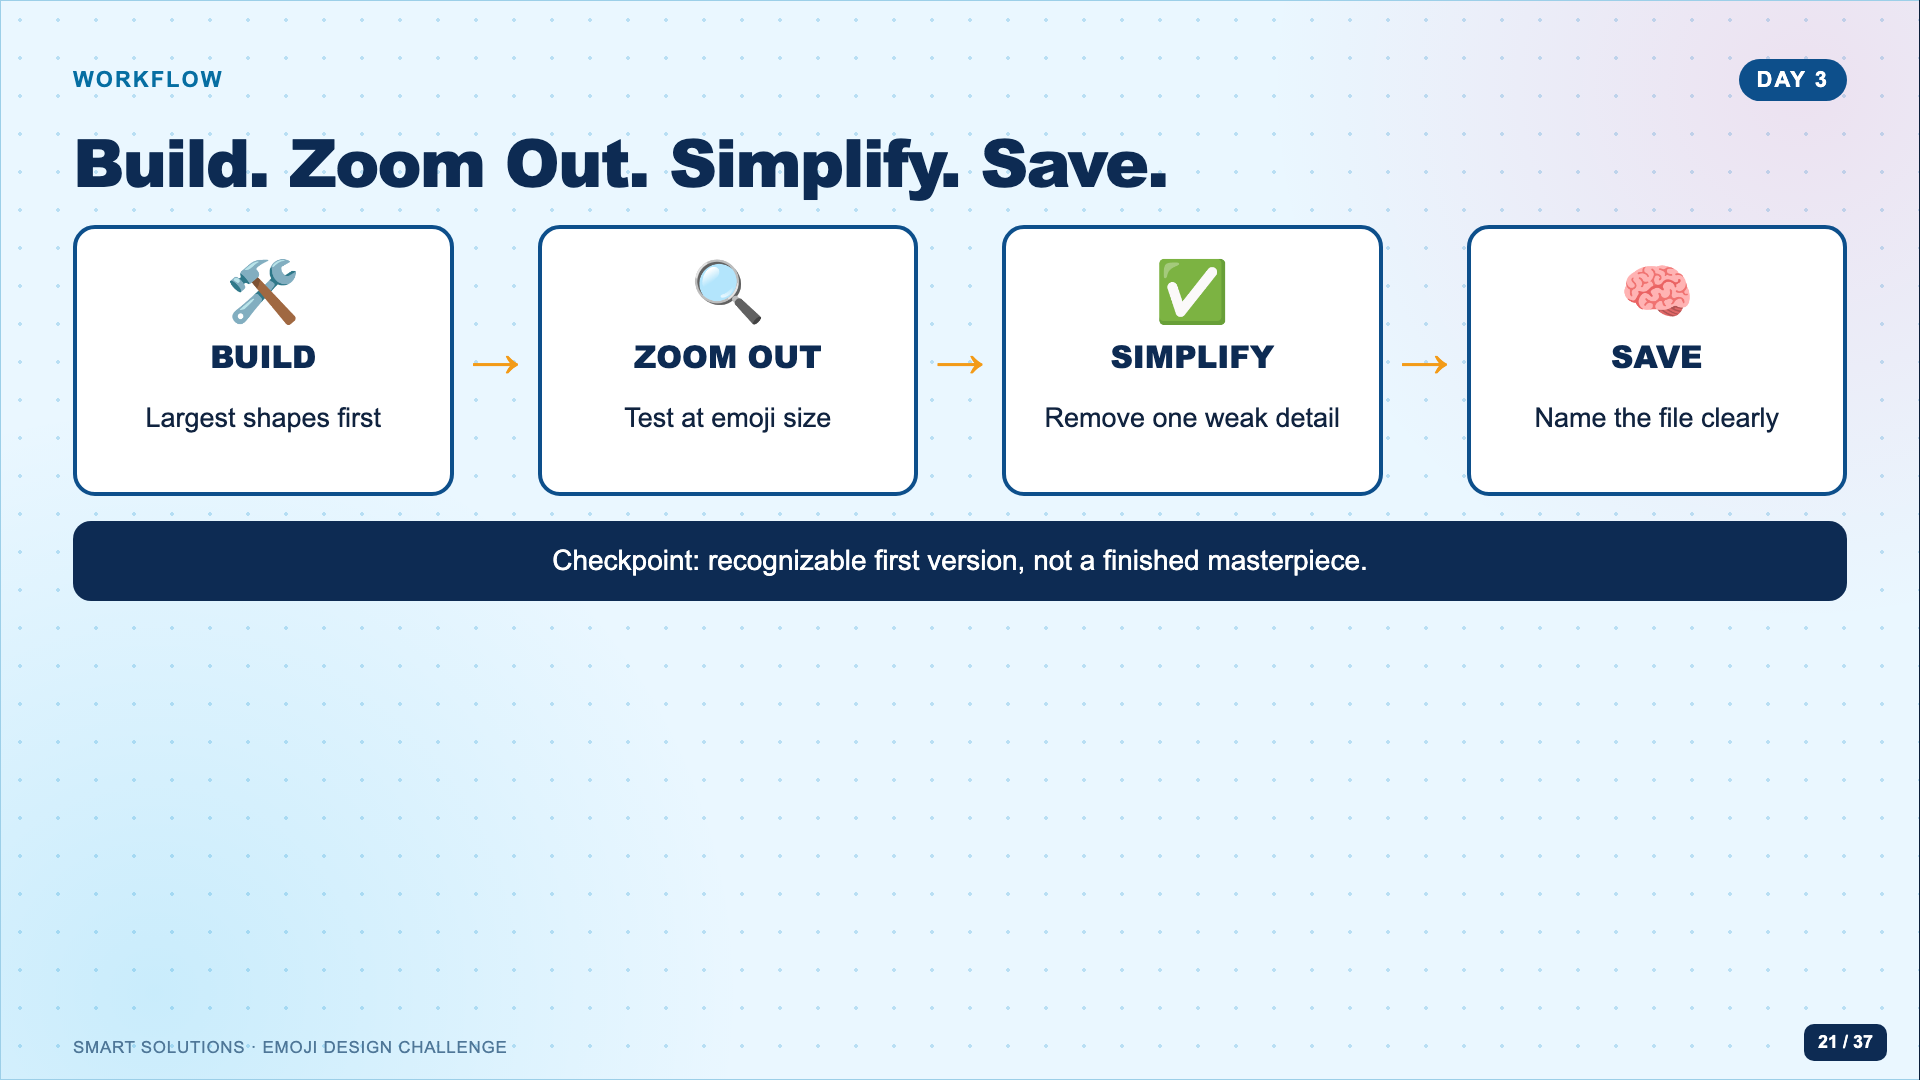 WORKFLOW
DAY 3
Build. Zoom Out. Simplify. Save.
BUILD
Largest shapes first
→
ZOOM OUT
Test at emoji size
→
SIMPLIFY
Remove one weak detail
→
SAVE
Name the file clearly
Checkpoint: recognizable first version, not a finished masterpiece.
SMART SOLUTIONS · EMOJI DESIGN CHALLENGE
21 / 37